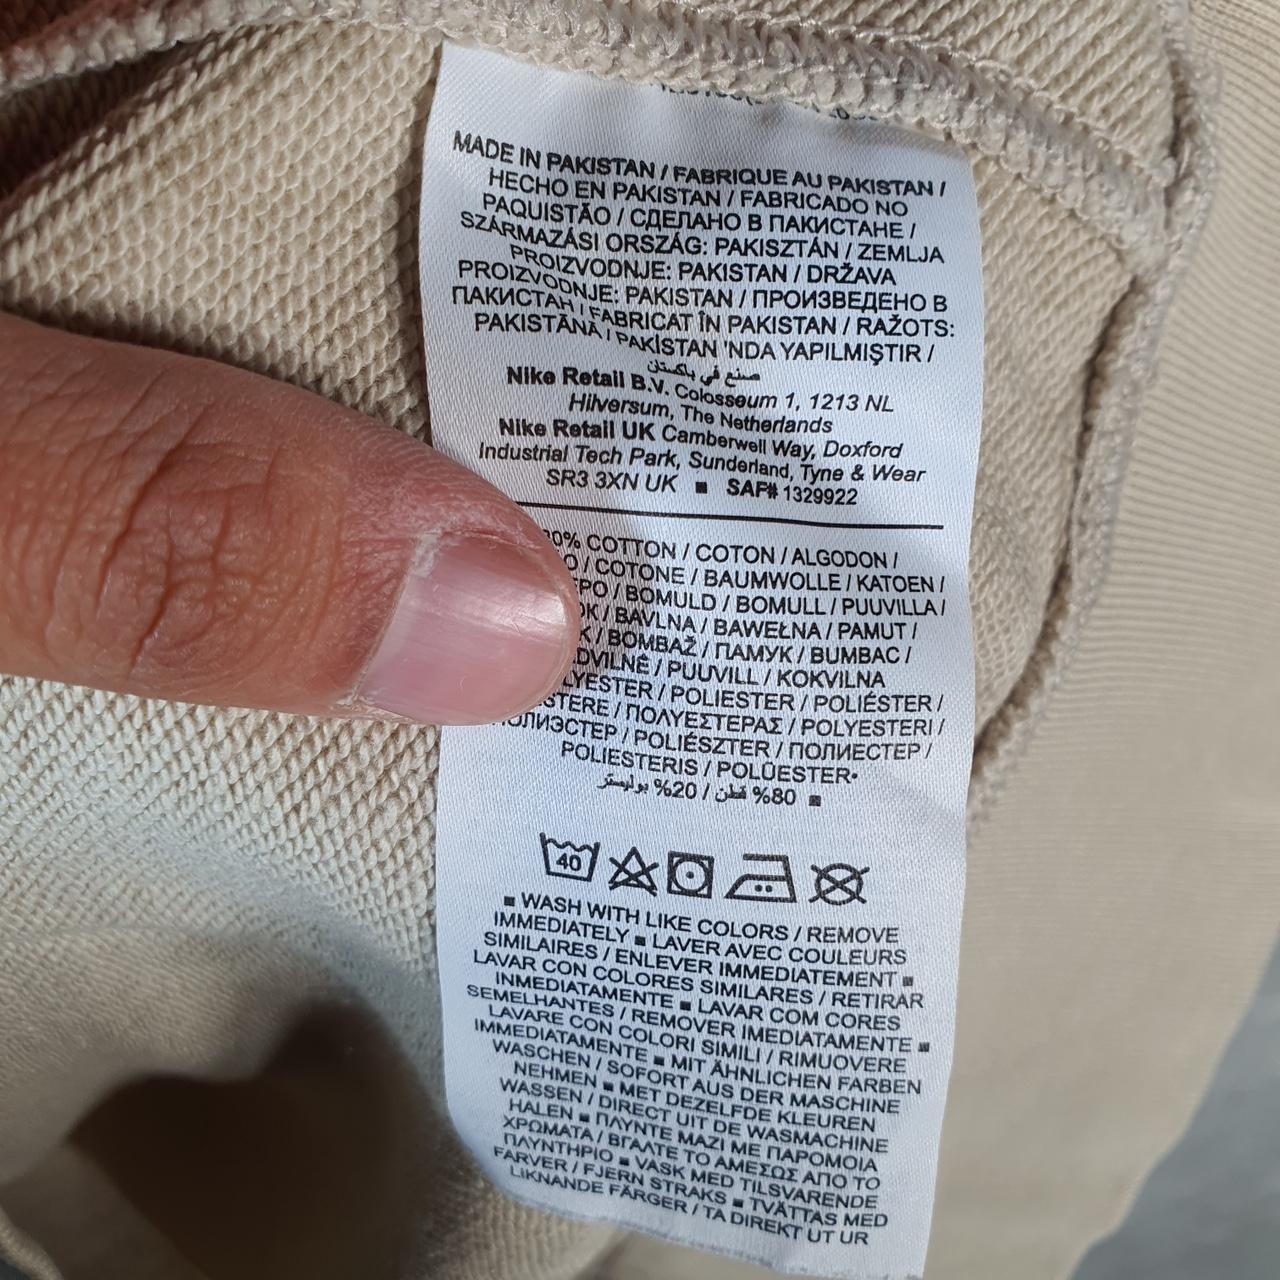 MADE IN PAKISTAN / FABRIQUE AU PAKISTAN /
HECHO EN PAKISTAN / FABRICADO NO
PAQUISTÃO / СДЕЛАНО В ПАКИСТАНЕ /
SZÁRMAZÁSI ORSZÁG: PAKISZTÁN / ZEMLJA
PROIZVODNJE: PAKISTAN / DRŽAVA
PROIZVODNJE: PAKISTAN / ПРОИЗВЕДЕНО В
ПАКИСТАН / FABRICAT ÎN PAKISTAN / RAŽOTS:
PAKISTĀNĀ / PAKİSTAN 'NDA YAPILMIŞTIR /
صنع في باكستان
Nike Retail B.V. Colosseum 1, 1213 NL
Hilversum, The Netherlands
Nike Retail UK Camberwell Way, Doxford
Industrial Tech Park, Sunderland, Tyne & Wear
SR3 3XN UK ■ SAF# 1329922
0% COTTON / COTON / ALGODON /
O / COTONE / BAUMWOLLE / KATOEN /
/ BOMULD / BOMULL / PUUVILLA /
/ BAVLNA / BAWEŁNA / PAMUT /
/ BOMBAŽ / ПАМУК / BUMBAC /
/ PUUVILL / KOKVILNA
/ POLIESTER / POLIÉSTER /
/ ΠΟΛΥΕΣΤΕΡΑΣ / POLYESTERI /
/ POLIÉSZTER / ПОЛИЕСТЕР /
POLIESTERIS / POLÜESTER•
■ 80% قطن / 20% بوليستر
40
■ WASH WITH LIKE COLORS / REMOVE
IMMEDIATELY ■ LAVER AVEC COULEURS
SIMILAIRES / ENLEVER IMMEDIATEMENT ■
LAVAR CON COLORES SIMILARES / RETIRAR
INMEDIATAMENTE ■ LAVAR COM CORES
SEMELHANTES / REMOVER IMEDIATAMENTE ■
LAVARE CON COLORI SIMILI / RIMUOVERE
IMMEDIATAMENTE ■ MIT ÄHNLICHEN FARBEN
WASCHEN / SOFORT AUS DER MASCHINE
NEHMEN ■ MET DEZELFDE KLEUREN
WASSEN / DIRECT UIT DE WASMACHINE
HALEN ■ ΠΛΥΝΤΕ ΜΑΖΙ ΜΕ ΠΑΡΟΜΟΙΑ
ΧΡΩΜΑΤΑ / ΒΓΑΛΤΕ ΤΟ ΑΜΕΣΩΣ ΑΠΟ ΤΟ
ΠΛΥΝΤΗΡΙΟ ■ VASK MED TILSVARENDE
FARVER / FJERN STRAKS ■ TVÄTTAS MED
LIKNANDE FÄRGER / TA DIREKT UT UR